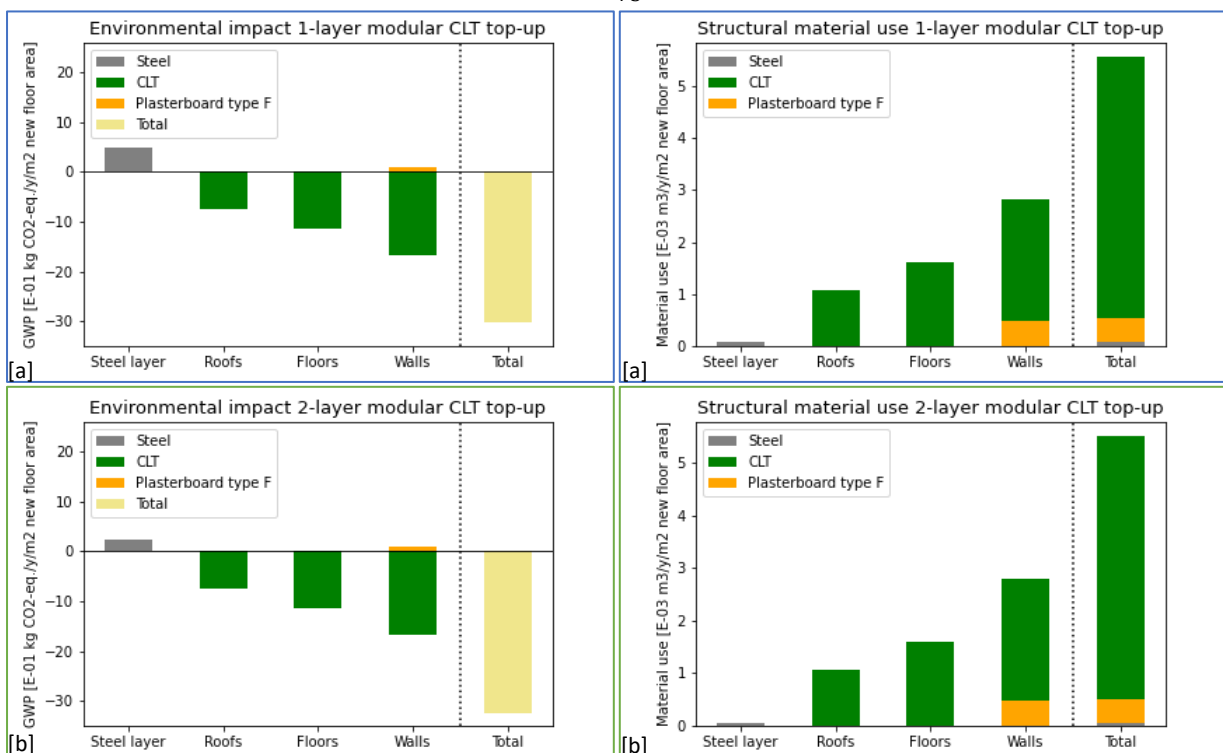 Environmental impact 1-layer modular CLT top-up
GWP [E-01 kg CO2-eq./y/m2 new floor area]
20
10
0
−10
−20
−30
Steel
CLT
Plasterboard type F
Total
Steel layer Roofs Floors Walls Total
[a]
Structural material use 1-layer modular CLT top-up
Material use [E-03 m3/y/m2 new floor area]
5
4
3
2
1
0
Steel
CLT
Plasterboard type F
Steel layer Roofs Floors Walls Total
[a]
Environmental impact 2-layer modular CLT top-up
GWP [E-01 kg CO2-eq./y/m2 new floor area]
20
10
0
−10
−20
−30
Steel
CLT
Plasterboard type F
Total
Steel layer Roofs Floors Walls Total
[b]
Structural material use 2-layer modular CLT top-up
Material use [E-03 m3/y/m2 new floor area]
5
4
3
2
1
0
Steel
CLT
Plasterboard type F
Steel layer Roofs Floors Walls Total
[b]